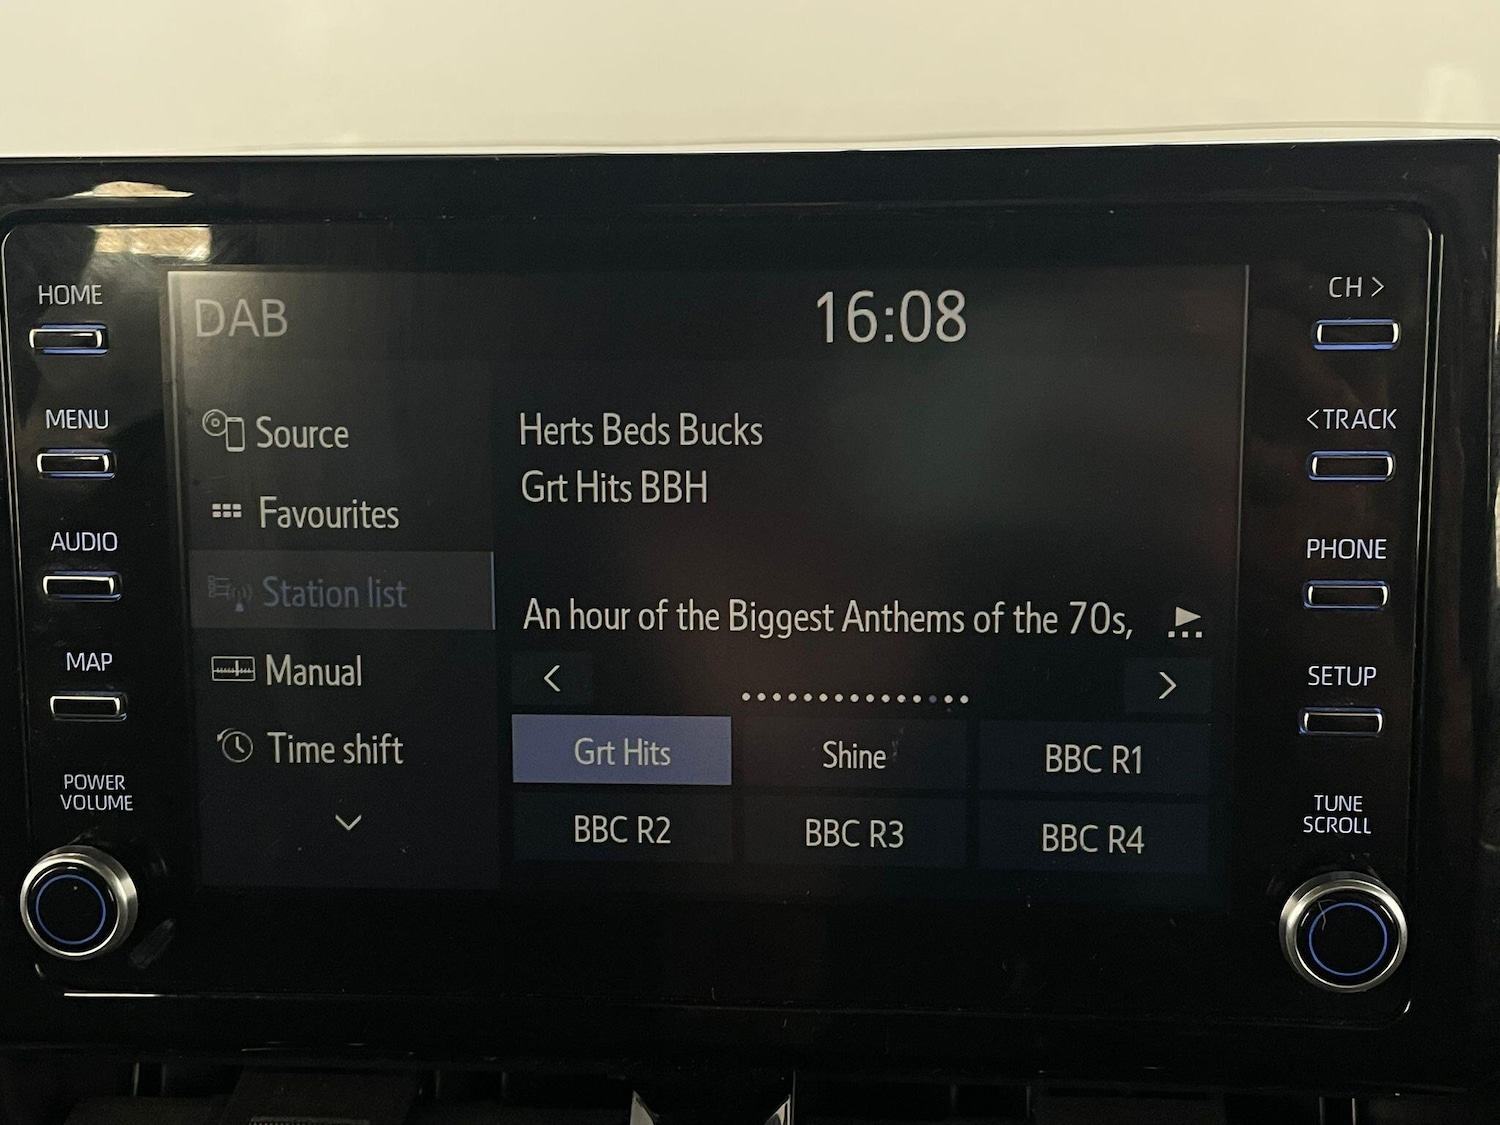 HOME
MENU
AUDIO
MAP
POWER
VOLUME
DAB
16:08
Source
Favourites
Station list
Manual
Time shift
Herts Beds Bucks
Grt Hits BBH
An hour of the Biggest Anthems of the 70s,
< >
Grt Hits Shine BBC R1
BBC R2 BBC R3 BBC R4
CH >
< TRACK
PHONE
SETUP
TUNE
SCROLL